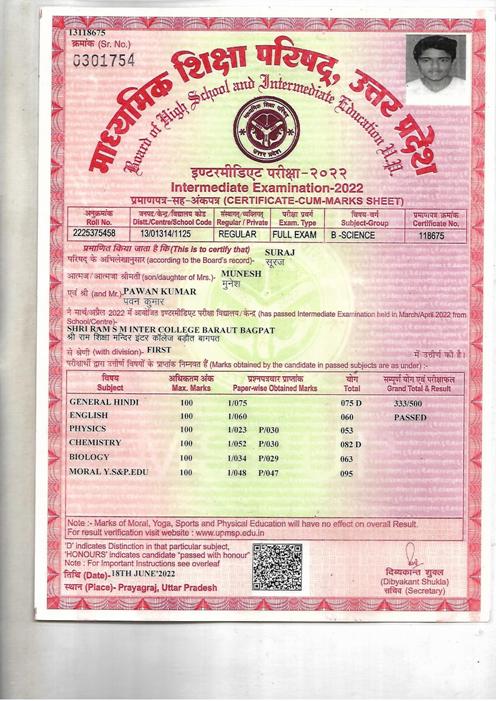 13118675
क्रमांक (Sr. No.)
0301754
माध्यमिक शिक्षा परिषद, उत्तर प्रदेश
Board of High School and Intermediate Education U.P.
उत्तर प्रदेश
इण्टरमीडिएट परीक्षा-२०२२
Intermediate Examination-2022
प्रमाणपत्र-सह-अंकपत्र (CERTIFICATE-CUM-MARKS SHEET)
अनुक्रमांक जनपद/केन्द्र/विद्यालय कोड संस्थागत/व्यक्तिगत परीक्षा प्रवर्ग विषय-वर्ग प्रमाणपत्र क्रमांक
Roll No. Distt./Centre/School Code Regular / Private Exam. Type Subject-Group Certificate No.
2225375458 13/01314/1125 REGULAR FULL EXAM B -SCIENCE 118675
प्रमाणित किया जाता है कि(This is to certify that) SURAJ
परिषद के अभिलेखानुसार (according to the Board's record)- सूरज
आत्मज/आत्मजा श्रीमती (son/daughter of Mrs.)- MUNESH
मुनेश
एवं श्री (and Mr.) PAWAN KUMAR
पवन कुमार
ने मार्च/अप्रैल 2022 में आयोजित इण्टरमीडिएट परीक्षा विद्यालय/केन्द्र (has passed Intermediate Examination held in March/April 2022 from
School/Centre)-
SHRI RAM S M INTER COLLEGE BARAUT BAGPAT
श्री राम शिक्षा मन्दिर इंटर कॉलेज बड़ौत बागपत
से श्रेणी (with division)- FIRST में उत्तीर्ण की है।
परीक्षार्थी द्वारा उत्तीर्ण विषयों के प्राप्तांक निम्नवत हैं (Marks obtained by the candidate in passed subjects are as under) :-
विषय अधिकतम अंक प्रश्नपत्रवार प्राप्तांक योग सम्पूर्ण योग एवं परीक्षाफल
Subject Max. Marks Paper-wise Obtained Marks Total Grand Total & Result
GENERAL HINDI 100 1/075 075 D 333/500
ENGLISH 100 1/060 060 PASSED
PHYSICS 100 1/023 P/030 053
CHEMISTRY 100 1/052 P/030 082 D
BIOLOGY 100 1/034 P/029 063
MORAL Y.S&P.EDU 100 1/048 P/047 095
Note :- Marks of Moral, Yoga, Sports and Physical Education will have no effect on overall Result.
For result verification visit website : www.upmsp.edu.in
'D' indicates Distinction in that particular subject,
'HONOURS' indicates candidate "passed with honour"
Note : For Important Instructions see overleaf
तिथि (Date)-18TH JUNE'2022
स्थान (Place)- Prayagraj, Uttar Pradesh
दिव्यकान्त शुक्ल
(Dibyakant Shukla)
सचिव (Secretary)